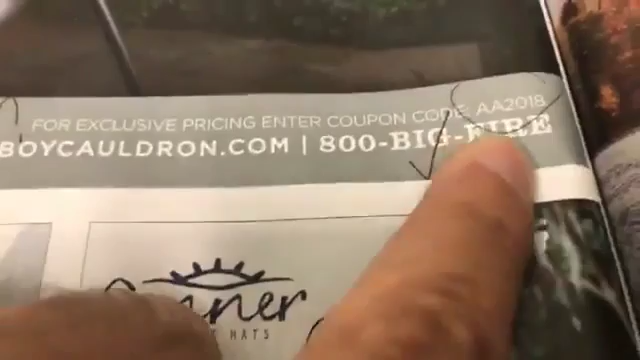 FOR EXCLUSIVE PRICING ENTER COUPON CODE: AA2018
BOYCAULDRON.COM | 800-BIG-FIRE
HATS